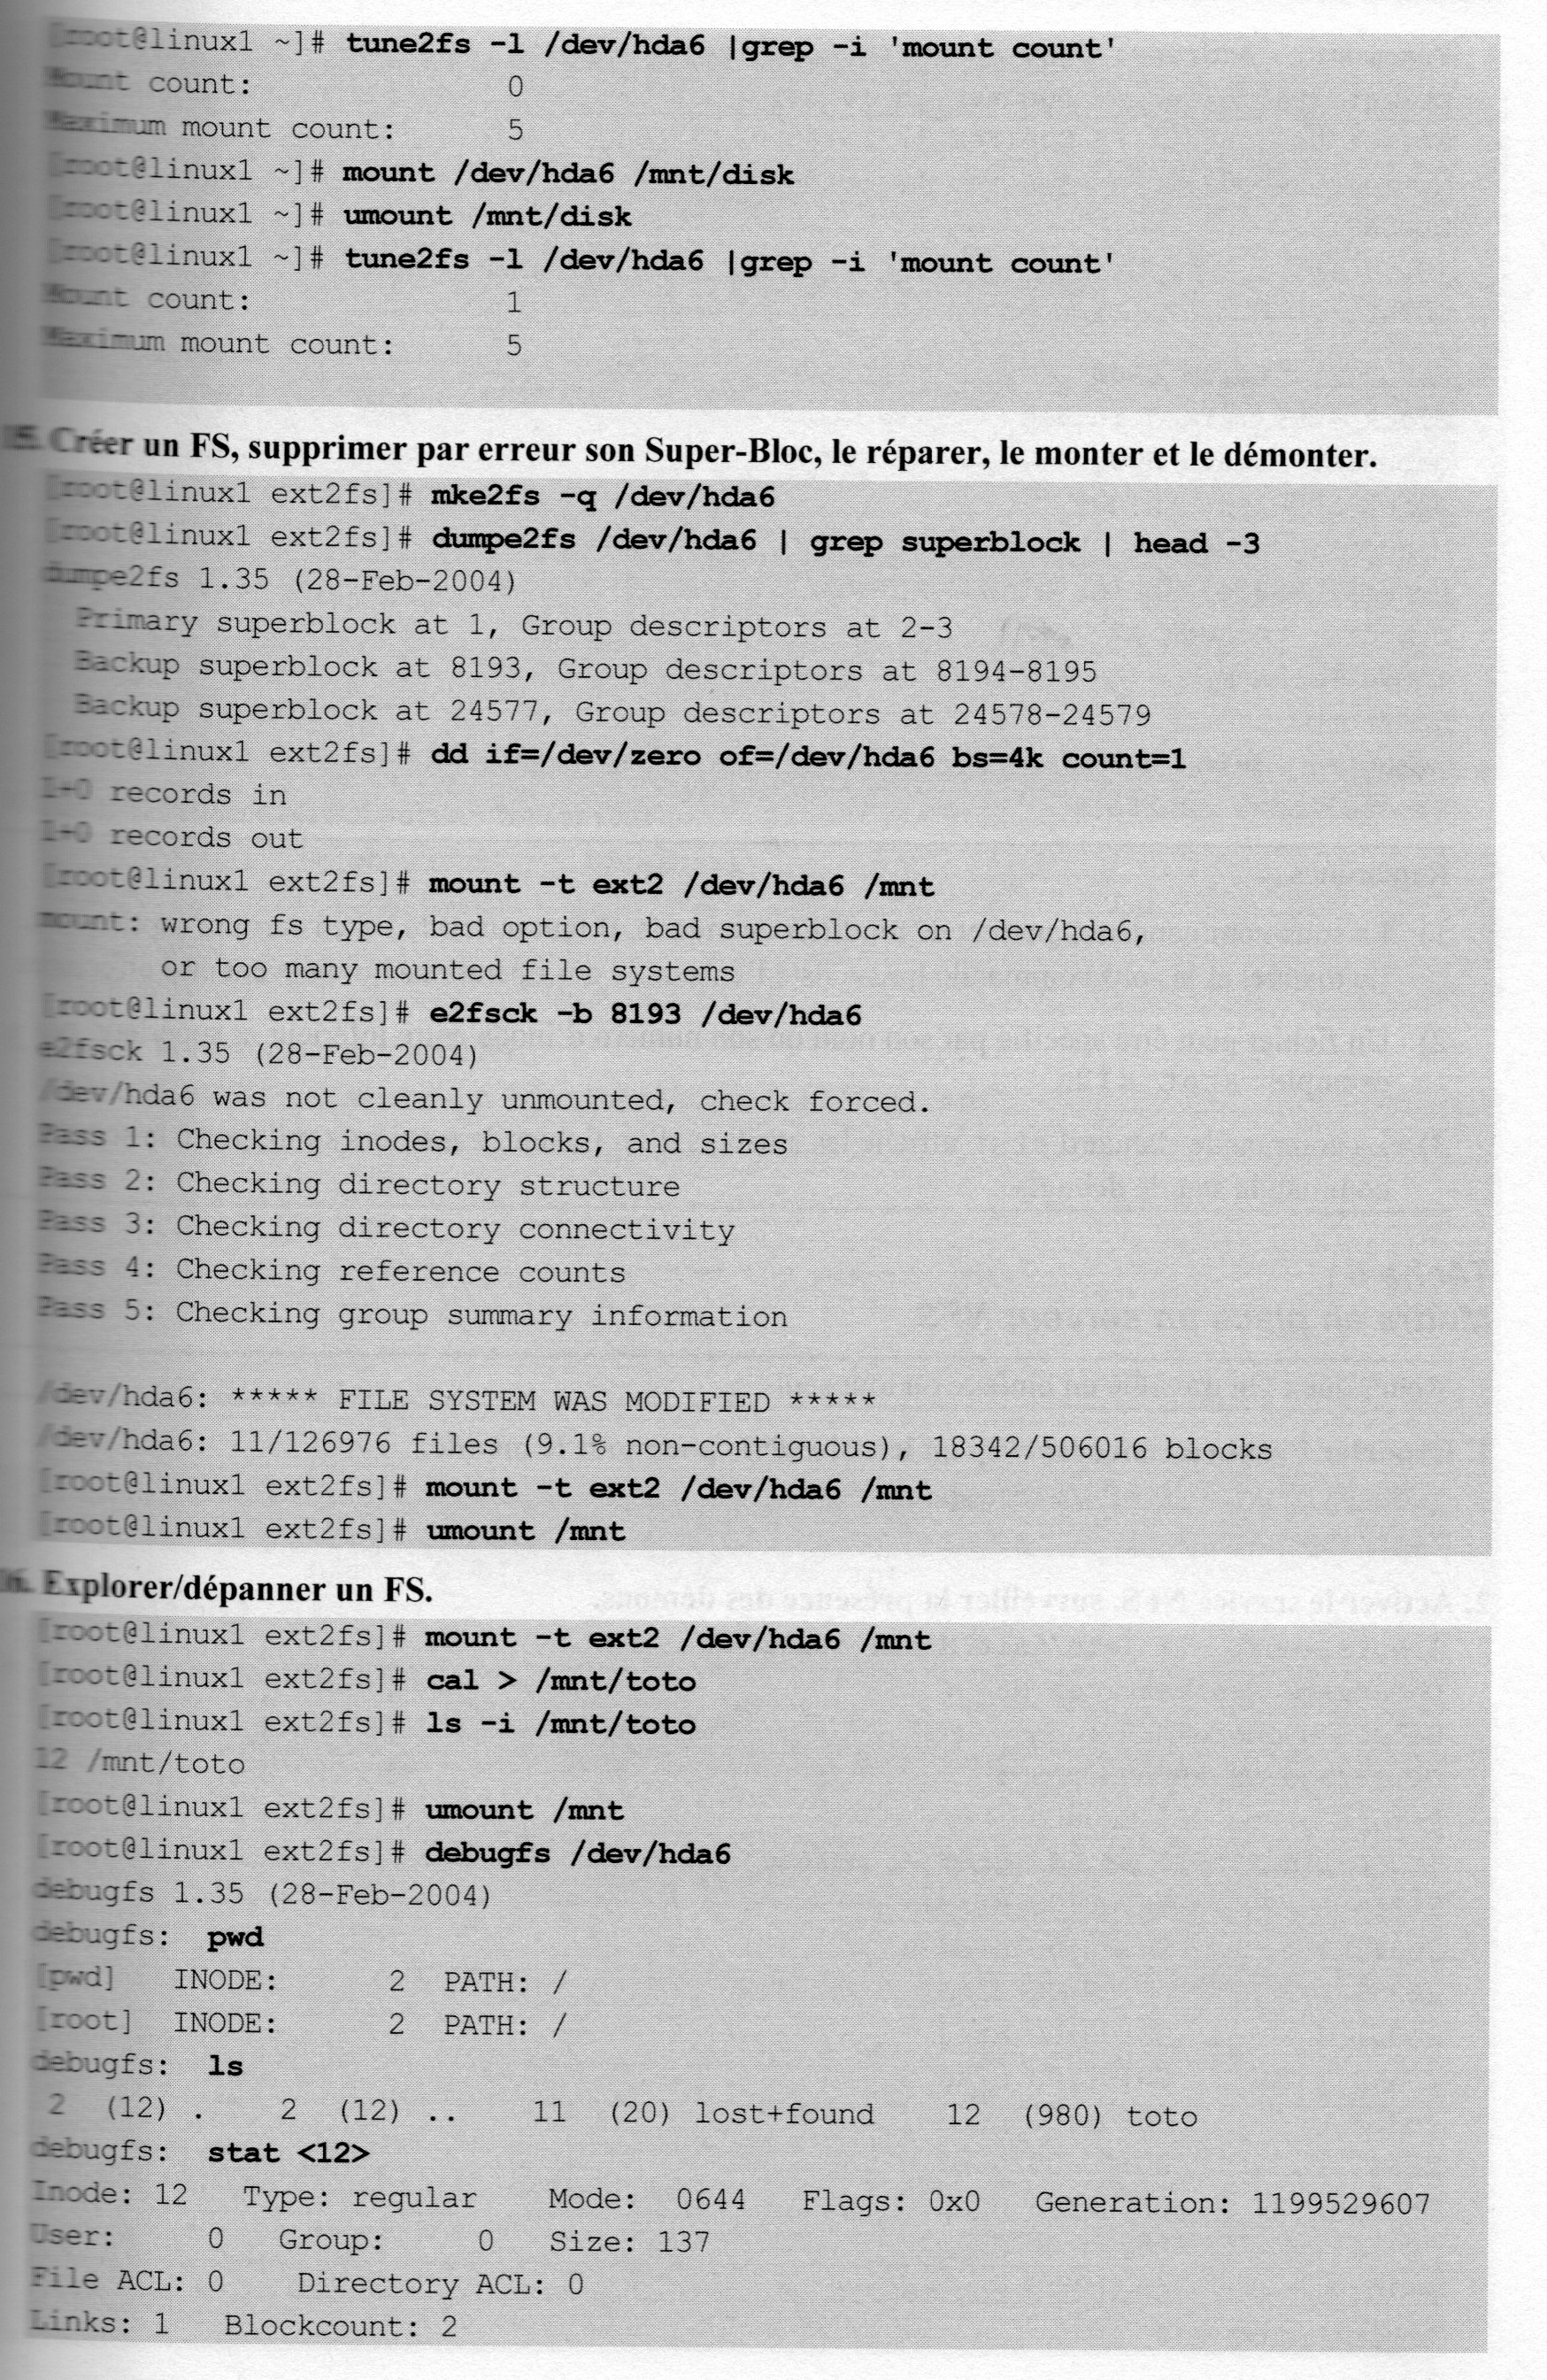 [root@linux1 ~]# tune2fs -l /dev/hda6 |grep -i 'mount count'
Mount count:              0
Maximum mount count:      5
[root@linux1 ~]# mount /dev/hda6 /mnt/disk
[root@linux1 ~]# umount /mnt/disk
[root@linux1 ~]# tune2fs -l /dev/hda6 |grep -i 'mount count'
Mount count:              1
Maximum mount count:      5
15. Créer un FS, supprimer par erreur son Super-Bloc, le réparer, le monter et le démonter.
[root@linux1 ext2fs]# mke2fs -q /dev/hda6
[root@linux1 ext2fs]# dumpe2fs /dev/hda6 | grep superblock | head -3
dumpe2fs 1.35 (28-Feb-2004)
  Primary superblock at 1, Group descriptors at 2-3
  Backup superblock at 8193, Group descriptors at 8194-8195
  Backup superblock at 24577, Group descriptors at 24578-24579
[root@linux1 ext2fs]# dd if=/dev/zero of=/dev/hda6 bs=4k count=1
1+0 records in
1+0 records out
[root@linux1 ext2fs]# mount -t ext2 /dev/hda6 /mnt
mount: wrong fs type, bad option, bad superblock on /dev/hda6,
       or too many mounted file systems
[root@linux1 ext2fs]# e2fsck -b 8193 /dev/hda6
e2fsck 1.35 (28-Feb-2004)
/dev/hda6 was not cleanly unmounted, check forced.
Pass 1: Checking inodes, blocks, and sizes
Pass 2: Checking directory structure
Pass 3: Checking directory connectivity
Pass 4: Checking reference counts
Pass 5: Checking group summary information
/dev/hda6: ***** FILE SYSTEM WAS MODIFIED *****
/dev/hda6: 11/126976 files (9.1% non-contiguous), 18342/506016 blocks
[root@linux1 ext2fs]# mount -t ext2 /dev/hda6 /mnt
[root@linux1 ext2fs]# umount /mnt
16. Explorer/dépanner un FS.
[root@linux1 ext2fs]# mount -t ext2 /dev/hda6 /mnt
[root@linux1 ext2fs]# cal > /mnt/toto
[root@linux1 ext2fs]# ls -i /mnt/toto
12 /mnt/toto
[root@linux1 ext2fs]# umount /mnt
[root@linux1 ext2fs]# debugfs /dev/hda6
debugfs 1.35 (28-Feb-2004)
debugfs:  pwd
[pwd]   INODE:      2  PATH: /
[root]  INODE:      2  PATH: /
debugfs:  ls
 2  (12) .    2  (12) ..    11  (20) lost+found    12  (980) toto
debugfs:  stat <12>
Inode: 12   Type: regular    Mode:  0644   Flags: 0x0   Generation: 1199529607
User:     0   Group:     0   Size: 137
File ACL: 0    Directory ACL: 0
Links: 1   Blockcount: 2